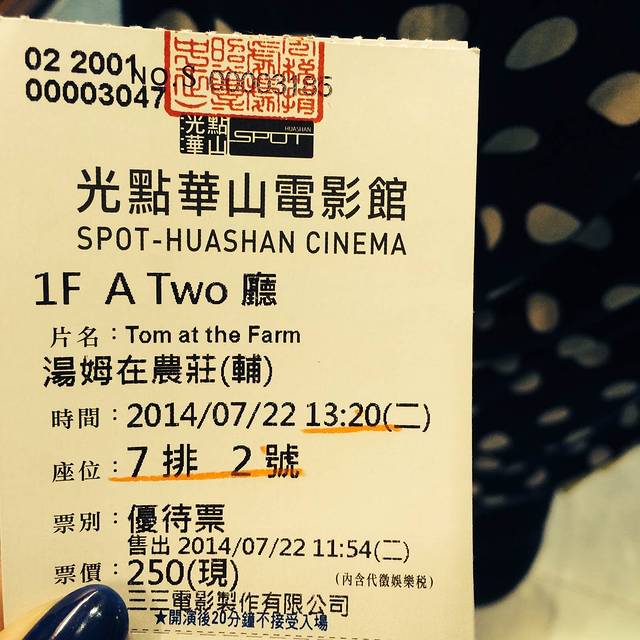 02 2001 NO.S 00003185
00003047
光點華山 SPOT HUASHAN
光點華山電影館
SPOT-HUASHAN CINEMA
1F A Two 廳
片名：Tom at the Farm
湯姆在農莊(輔)
時間：2014/07/22 13:20(二)
座位：7 排 2 號
票別：優待票
售出 2014/07/22 11:54(二)
票價：250(現)
(內含代徵娛樂稅)
三三電影製作有限公司
★開演後20分鐘不接受入場